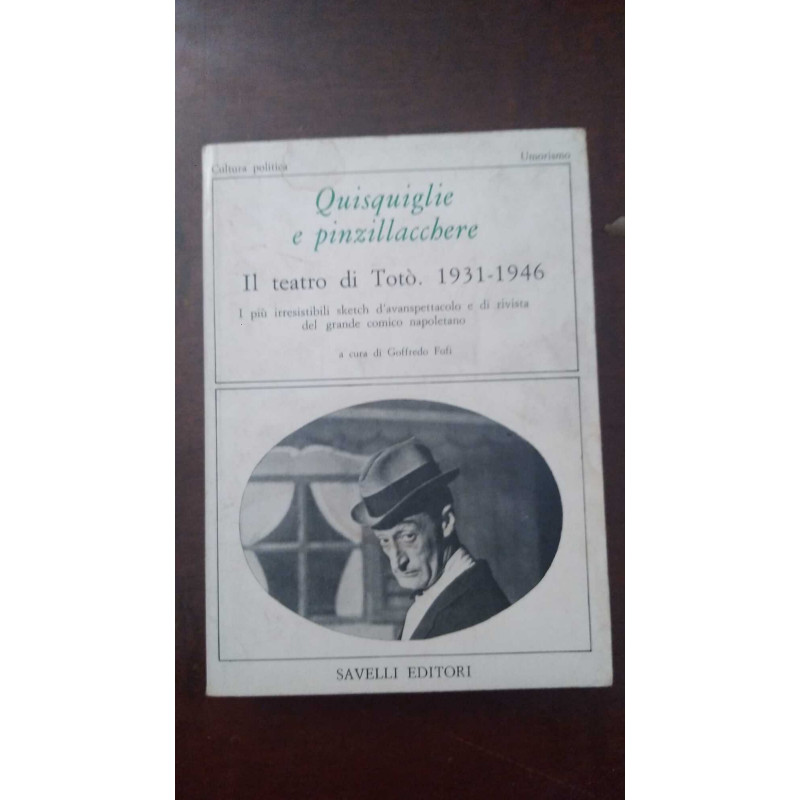 Cultura politica
Umorismo
Quisquiglie
e pinzillacchere
Il teatro di Totò. 1931-1946
I più irresistibili sketch d'avanspettacolo e di rivista
del grande comico napoletano
a cura di Goffredo Fofi
SAVELLI EDITORI